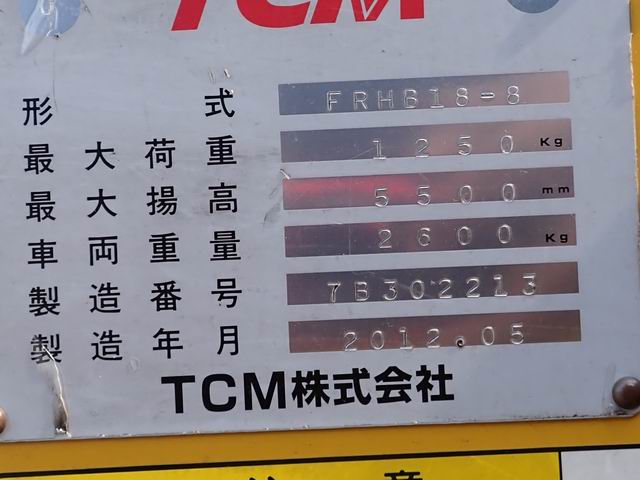 TCM
形式 FRHB18-8
最大荷重 1250 Kg
最大揚高 5500 mm
車両重量 2600 Kg
製造番号 7B302213
製造年月 2012.05
TCM株式会社